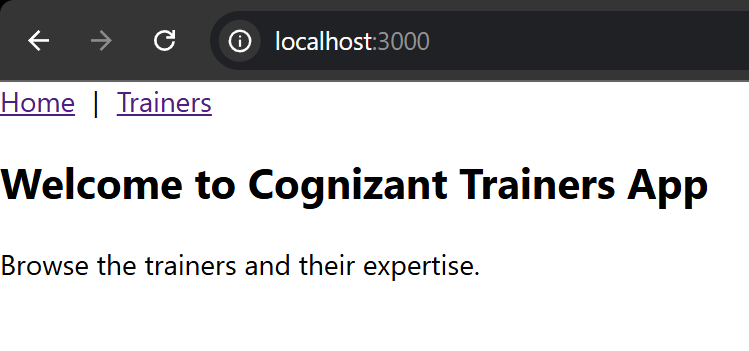 localhost:3000
Home | Trainers
Welcome to Cognizant Trainers App
Browse the trainers and their expertise.